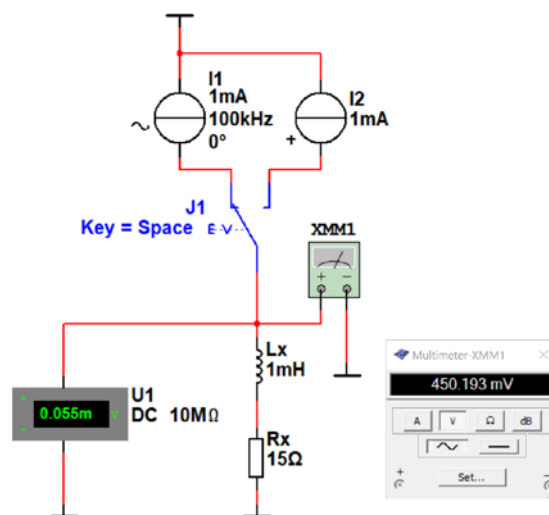 I1
1mA
100kHz
0°
I2
1mA
+
J1
Key = Space
XMM1
+ −
Lx
1mH
+
−
0.055m
V
U1
DC 10MΩ
Rx
15Ω
Multimeter-XMM1
450.193 mV
A V Ω dB
+
Set...